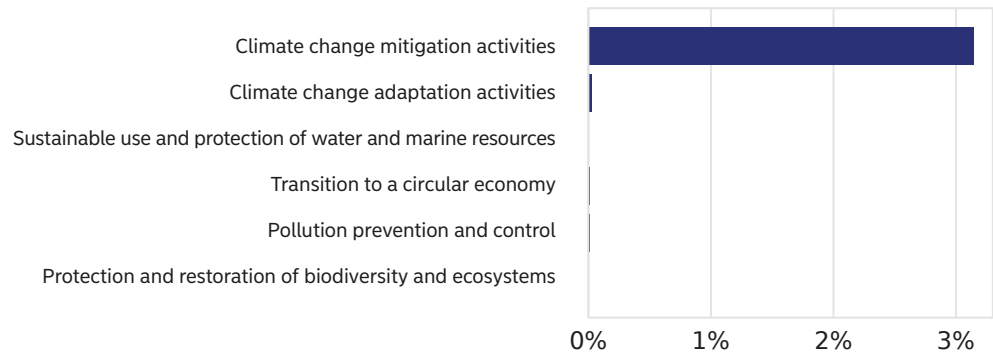 Climate change mitigation activities
Climate change adaptation activities
Sustainable use and protection of water and marine resources
Transition to a circular economy
Pollution prevention and control
Protection and restoration of biodiversity and ecosystems
0% 1% 2% 3%